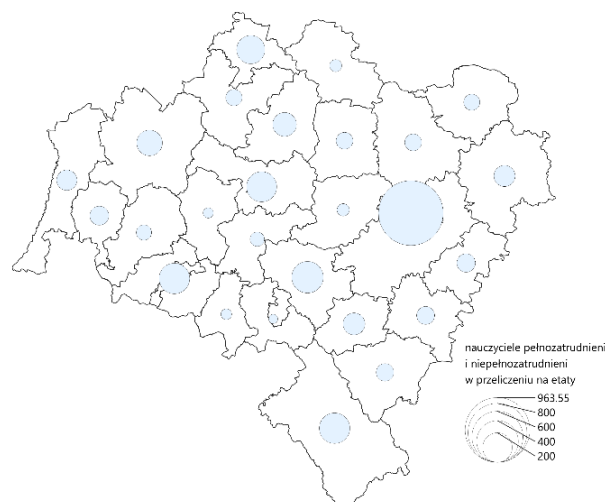 nauczyciele pełnozatrudnieni
i niepełnozatrudnieni
w przeliczeniu na etaty
963.55
800
600
400
200